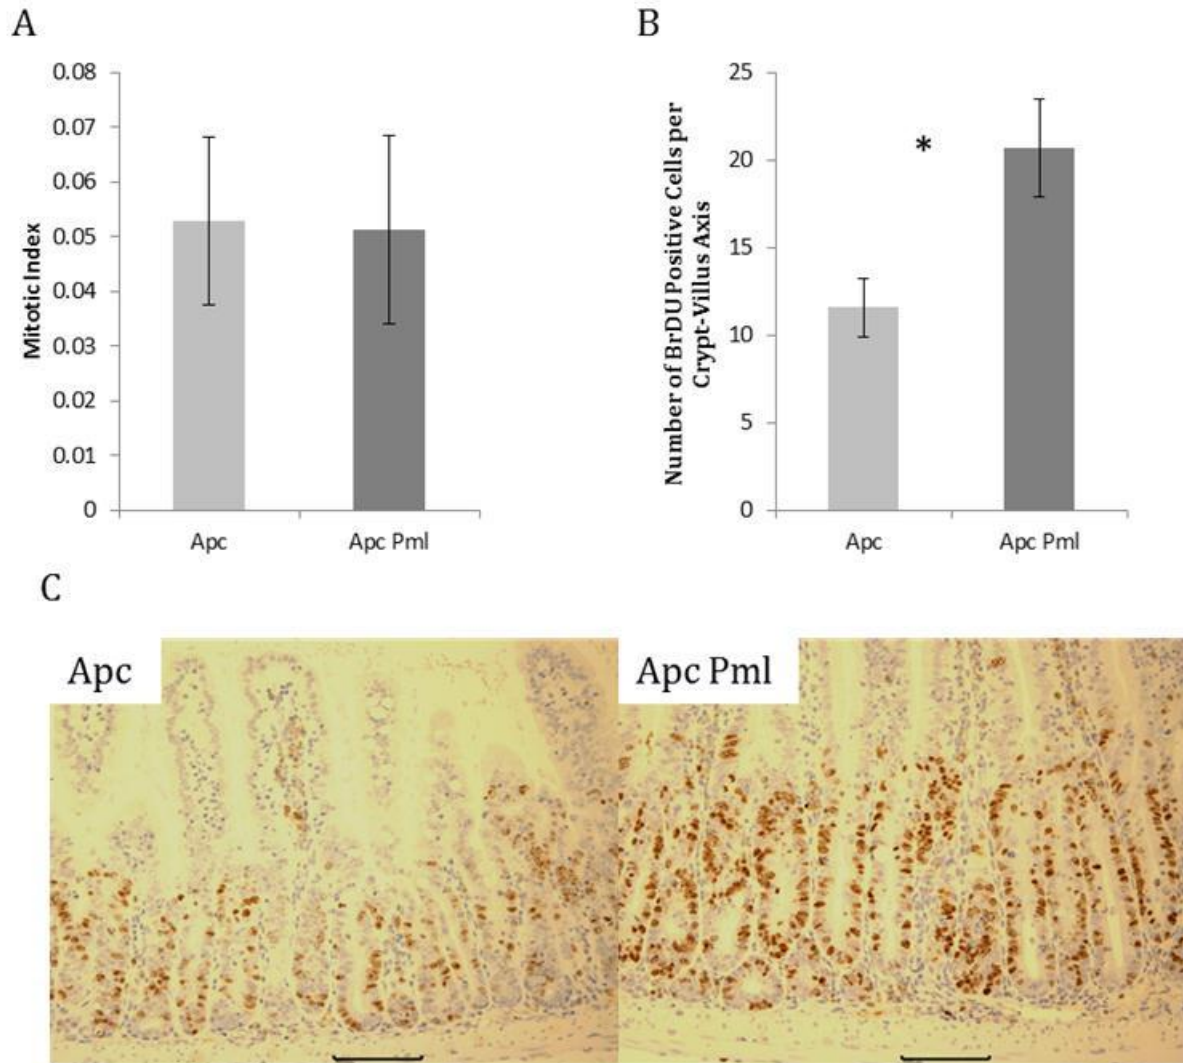 A
0.08
0.07
0.06
0.05
0.04
0.03
0.02
0.01
0
Mitotic Index
Apc
Apc Pml
B
25
20
15
10
5
0
Number of BrDU Positive Cells per
Crypt-Villus Axis
*
Apc
Apc Pml
C
Apc
Apc Pml